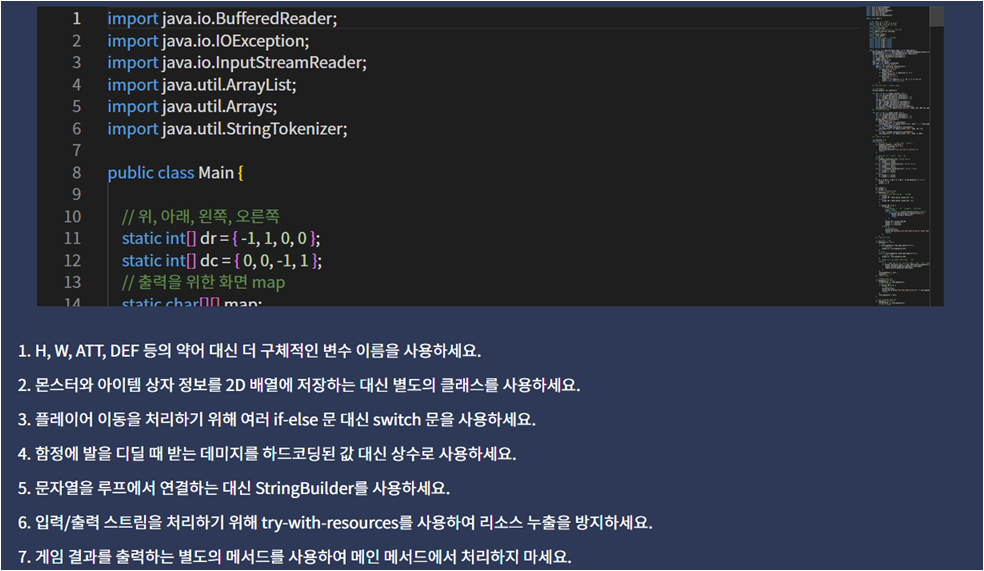 1 import java.io.BufferedReader;
2 import java.io.IOException;
3 import java.io.InputStreamReader;
4 import java.util.ArrayList;
5 import java.util.Arrays;
6 import java.util.StringTokenizer;
7
8 public class Main {
9
10 // 위, 아래, 왼쪽, 오른쪽
11 static int[] dr = { -1, 1, 0, 0 };
12 static int[] dc = { 0, 0, -1, 1 };
13 // 출력을 위한 화면 map
14 static char[][] map;
1. H, W, ATT, DEF 등의 약어 대신 더 구체적인 변수 이름을 사용하세요.
2. 몬스터와 아이템 상자 정보를 2D 배열에 저장하는 대신 별도의 클래스를 사용하세요.
3. 플레이어 이동을 처리하기 위해 여러 if-else 문 대신 switch 문을 사용하세요.
4. 함정에 발을 디딜 때 받는 데미지를 하드코딩된 값 대신 상수로 사용하세요.
5. 문자열을 루프에서 연결하는 대신 StringBuilder를 사용하세요.
6. 입력/출력 스트림을 처리하기 위해 try-with-resources를 사용하여 리소스 누출을 방지하세요.
7. 게임 결과를 출력하는 별도의 메서드를 사용하여 메인 메서드에서 처리하지 마세요.